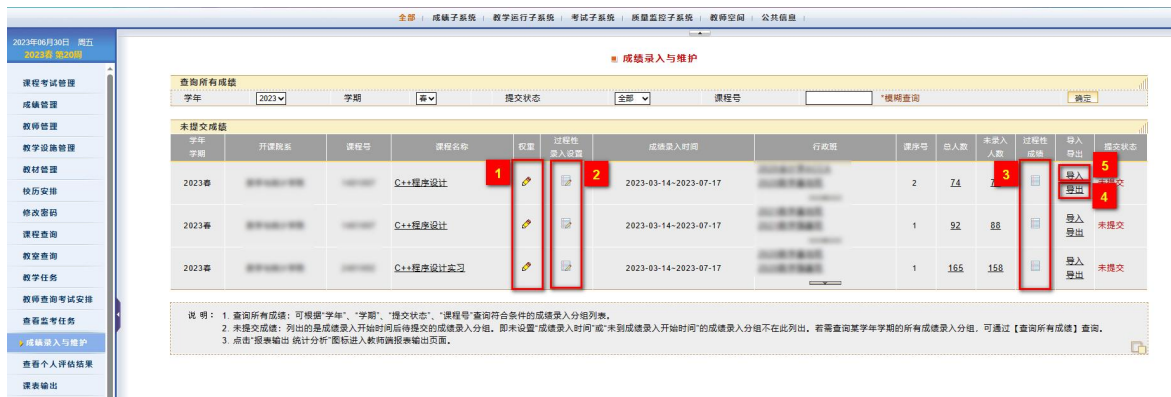 全部 | 成绩子系统 | 教学运行子系统 | 考试子系统 | 质量监控子系统 | 教师空间 | 公共信息
2023年06月30日 周五
2023春 第20周
课程考试管理
成绩管理
教师管理
教学设施管理
教材管理
校历安排
修改密码
课程查询
教室查询
教学任务
教师查询考试安排
查看监考任务
成绩录入与维护
查看个人评估结果
课表输出
成绩录入与维护
查询所有成绩
学年 2023 学期 春 提交状态 全部 课程号 *模糊查询 确定
未提交成绩
学年学期 开课院系 课程号 课程名称 权重 过程性录入设置 成绩录入时间 行政班 课序号 总人数 未录入人数 过程性成绩 导入导出 提交状态
2023春 C++程序设计 1 2 2023-03-14~2023-07-17 2 74 3 导入 5 导出 4 未提交
2023春 C++程序设计 2023-03-14~2023-07-17 1 92 88 导入 导出 未提交
2023春 C++程序设计实习 2023-03-14~2023-07-17 1 165 158 导入 导出 未提交
说 明： 1. 查询所有成绩：可根据"学年"、"学期"、"提交状态"、"课程号"查询符合条件的成绩录入分组列表。
2. 未提交成绩：列出的是成绩录入开始时间后待提交的成绩录入分组。即未设置"成绩录入时间"或"未到成绩录入开始时间"的成绩录入分组不在此列出。若需查询某学年学期的所有成绩录入分组，可通过【查询所有成绩】查询。
3. 点击"报表输出 统计分析"图标进入教师端报表输出页面。